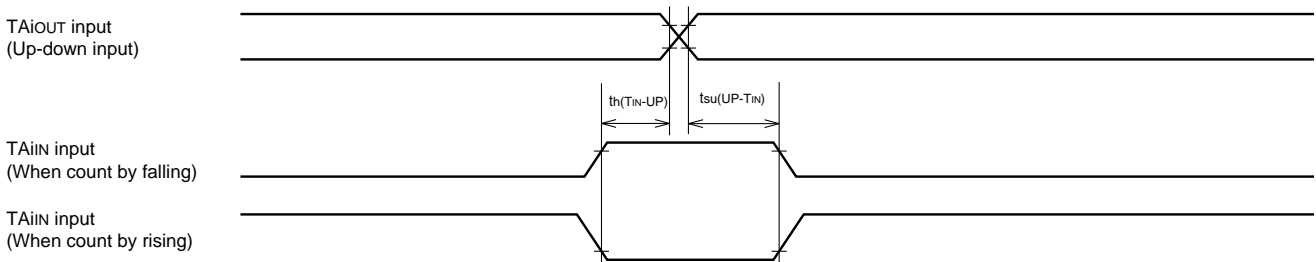 TAiOUT input
(Up-down input)
th(TIN-UP)
tsu(UP-TIN)
TAiIN input
(When count by falling)
TAiIN input
(When count by rising)